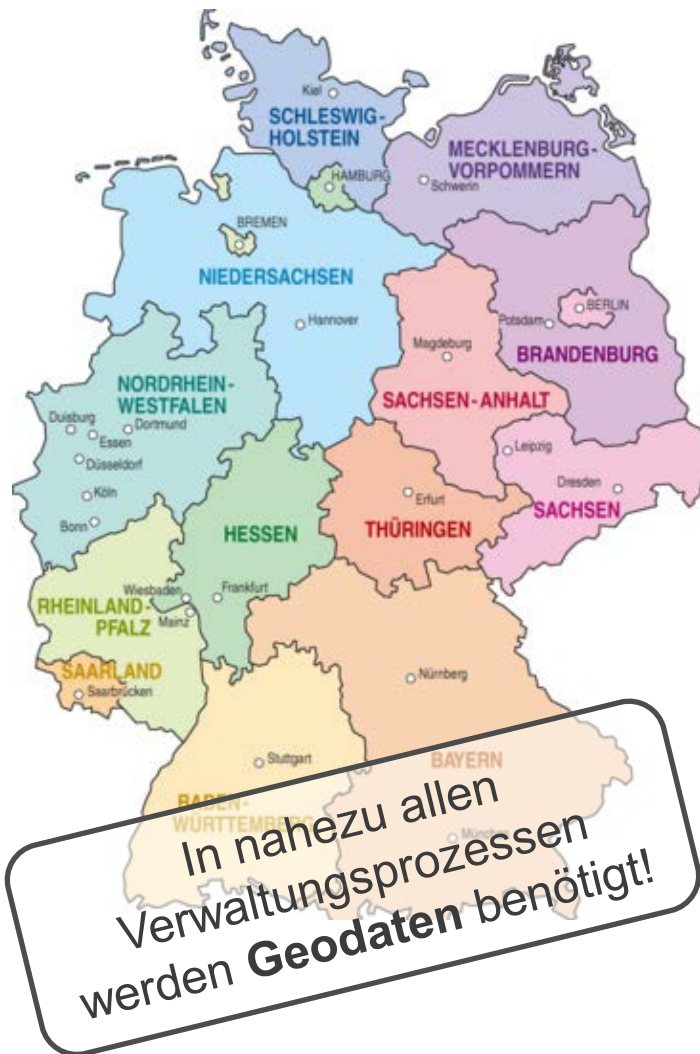 Kiel
SCHLESWIG-
HOLSTEIN
MECKLENBURG-
VORPOMMERN
HAMBURG
Schwerin
BREMEN
NIEDERSACHSEN
Hannover
BERLIN
Potsdam
Magdeburg
BRANDENBURG
NORDRHEIN-
WESTFALEN
SACHSEN-ANHALT
Duisburg
Dortmund
Essen
Düsseldorf
Leipzig
Dresden
Köln
Erfurt
SACHSEN
Bonn
HESSEN
THÜRINGEN
Wiesbaden
Frankfurt
RHEINLAND-
PFALZ
Mainz
SAARLAND
Saarbrücken
Nürnberg
Stuttgart
BAYERN
BADEN-
WÜRTTEMBERG
München
In nahezu allen
Verwaltungsprozessen
werden Geodaten benötigt!